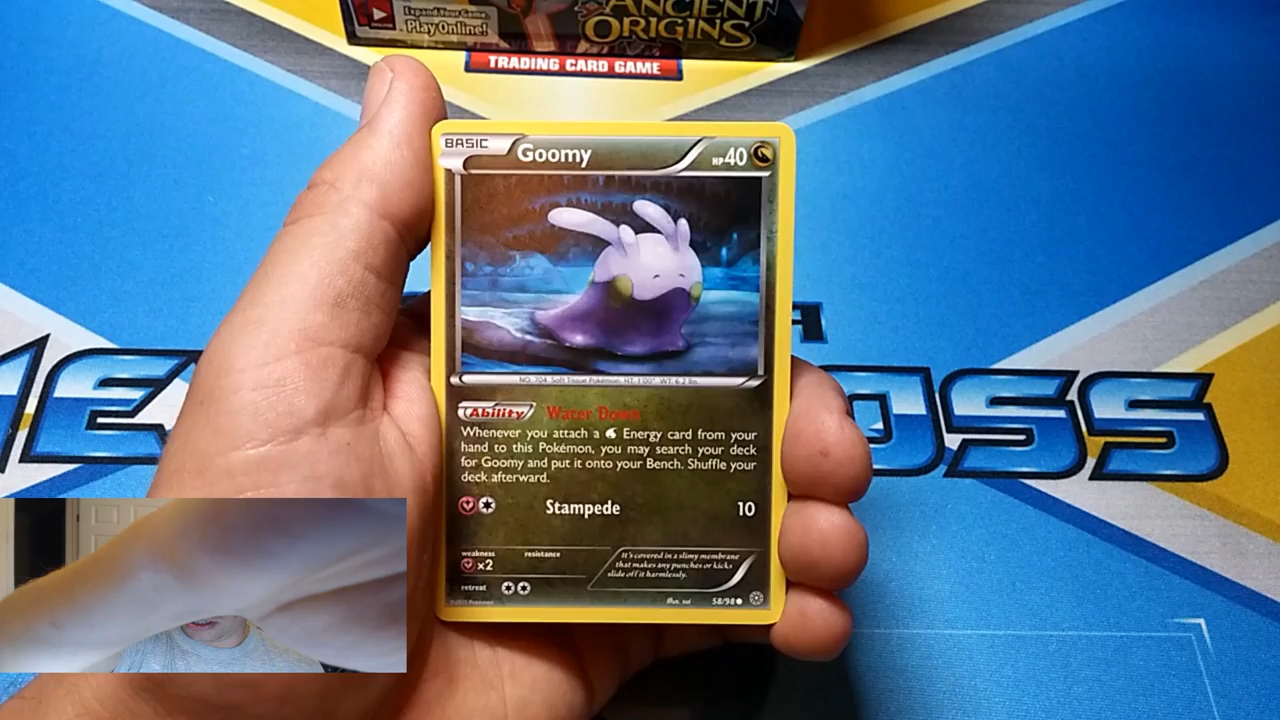 Expand Your Game.
Play Online!
ANCIENT
ORIGINS
TRADING CARD GAME
BASIC
Goomy
HP40
NO. 704 Soft Tissue Pokémon HT: 1'00" WT: 6.2 lbs.
Ability Water Down
Whenever you attach a Energy card from your
hand to this Pokémon, you may search your deck
for Goomy and put it onto your Bench. Shuffle your
deck afterward.
Stampede 10
weakness resistance
×2
It's covered in a slimy membrane
that makes any punches or kicks
slide off it harmlessly.
retreat
©2015 Pokémon
Illus. sui
58/98
OSS